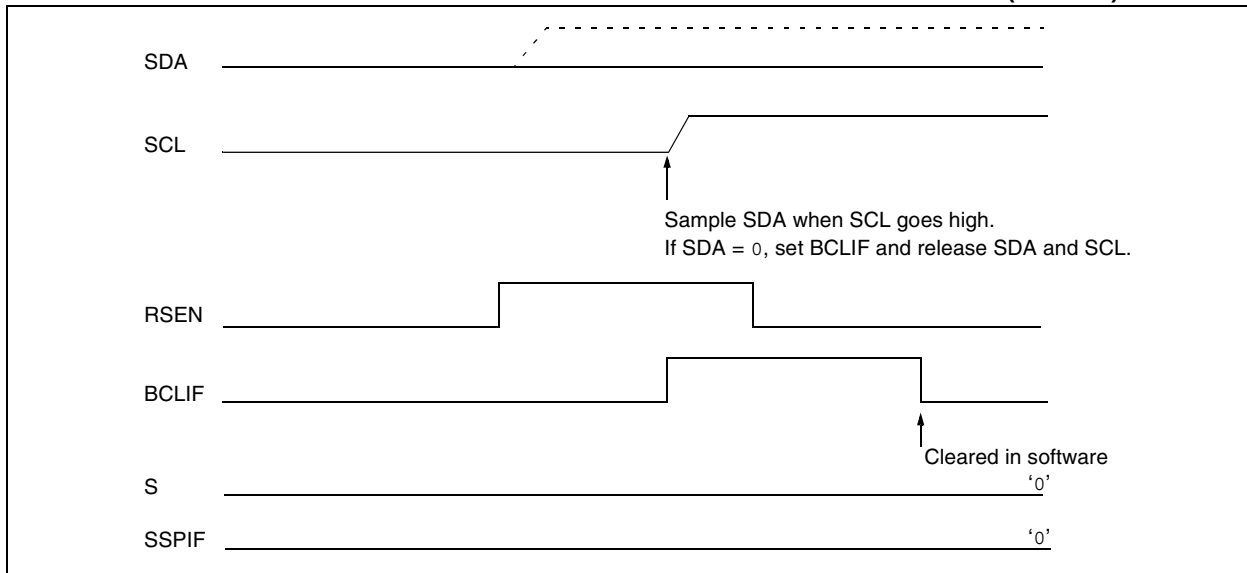 SDA
SCL
Sample SDA when SCL goes high.
If SDA = 0, set BCLIF and release SDA and SCL.
RSEN
BCLIF
Cleared in software
S
‘0’
SSPIF
‘0’